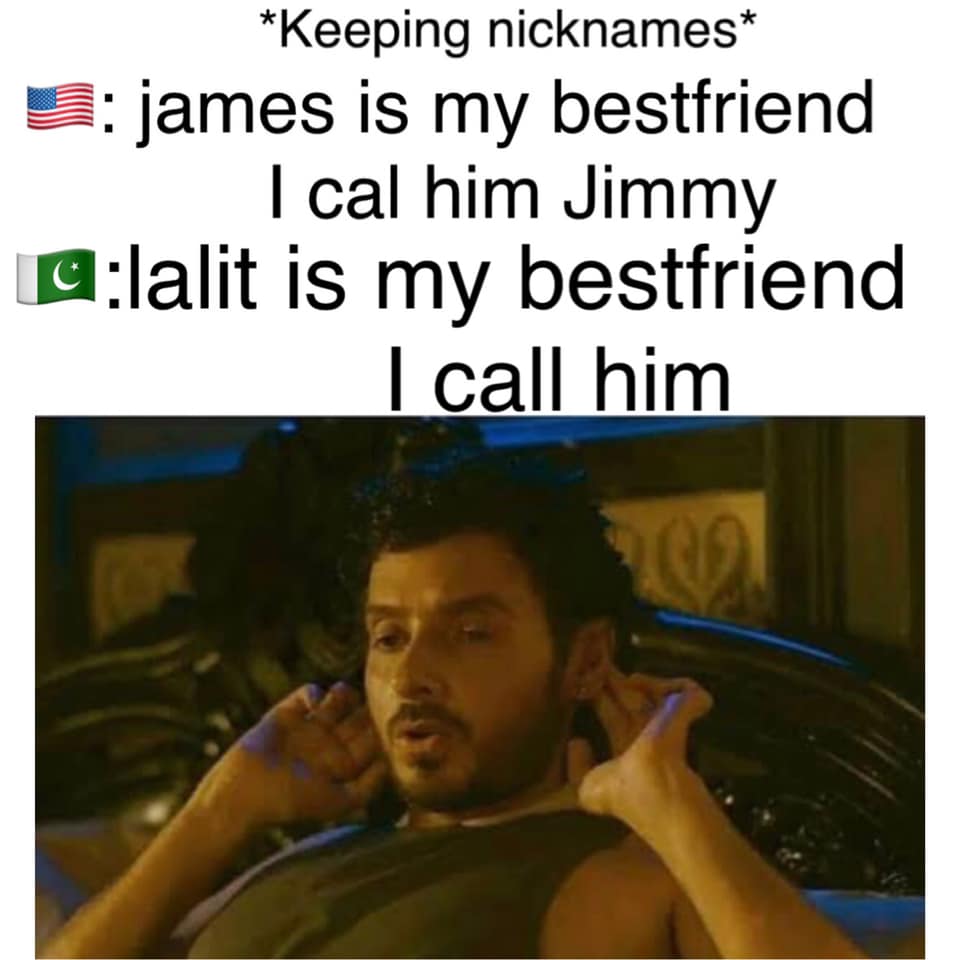 *Keeping nicknames*
🇺🇸: james is my bestfriend
I cal him Jimmy
🇵🇰:lalit is my bestfriend
I call him